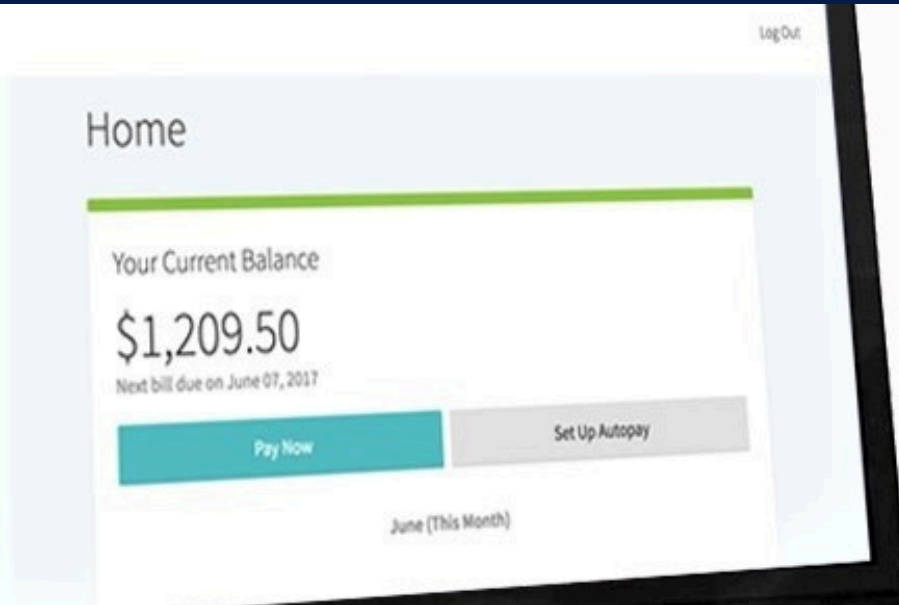 Log Out
Home
Your Current Balance
$1,209.50
Next bill due on June 07, 2017
Pay Now
Set Up Autopay
June (This Month)